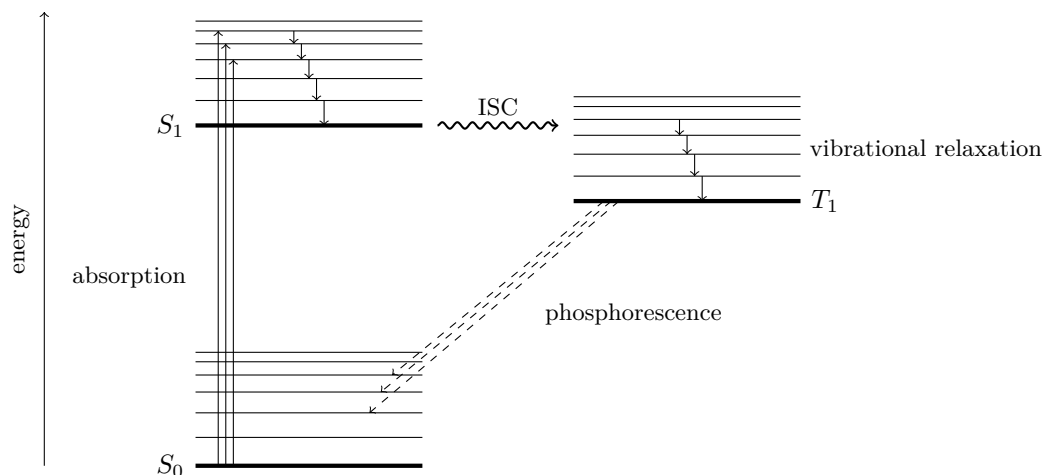 ISC
S₁
vibrational relaxation
T₁
energy
absorption
phosphorescence
S₀